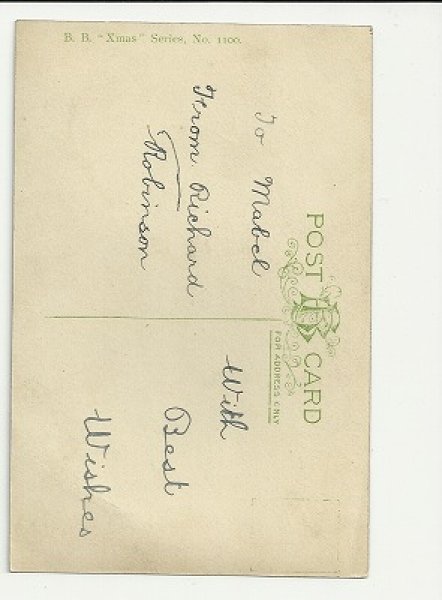 B. B. "Xmas" Series, No. 1100.
POST CARD
FOR ADDRESS ONLY
To Mabel
From Richard
Robinson
With
Best
Wishes